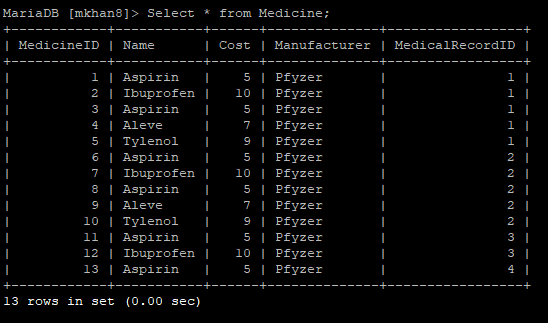 MariaDB [mkhan8]> Select * from Medicine;
+------------+-----------+------+--------------+-----------------+
| MedicineID | Name      | Cost | Manufacturer | MedicalRecordID |
+------------+-----------+------+--------------+-----------------+
|          1 | Aspirin   |    5 | Pfyzer       |               1 |
|          2 | Ibuprofen |   10 | Pfyzer       |               1 |
|          3 | Aspirin   |    5 | Pfyzer       |               1 |
|          4 | Aleve     |    7 | Pfyzer       |               1 |
|          5 | Tylenol   |    9 | Pfyzer       |               1 |
|          6 | Aspirin   |    5 | Pfyzer       |               2 |
|          7 | Ibuprofen |   10 | Pfyzer       |               2 |
|          8 | Aspirin   |    5 | Pfyzer       |               2 |
|          9 | Aleve     |    7 | Pfyzer       |               2 |
|         10 | Tylenol   |    9 | Pfyzer       |               2 |
|         11 | Aspirin   |    5 | Pfyzer       |               3 |
|         12 | Ibuprofen |   10 | Pfyzer       |               3 |
|         13 | Aspirin   |    5 | Pfyzer       |               4 |
+------------+-----------+------+--------------+-----------------+
13 rows in set (0.00 sec)